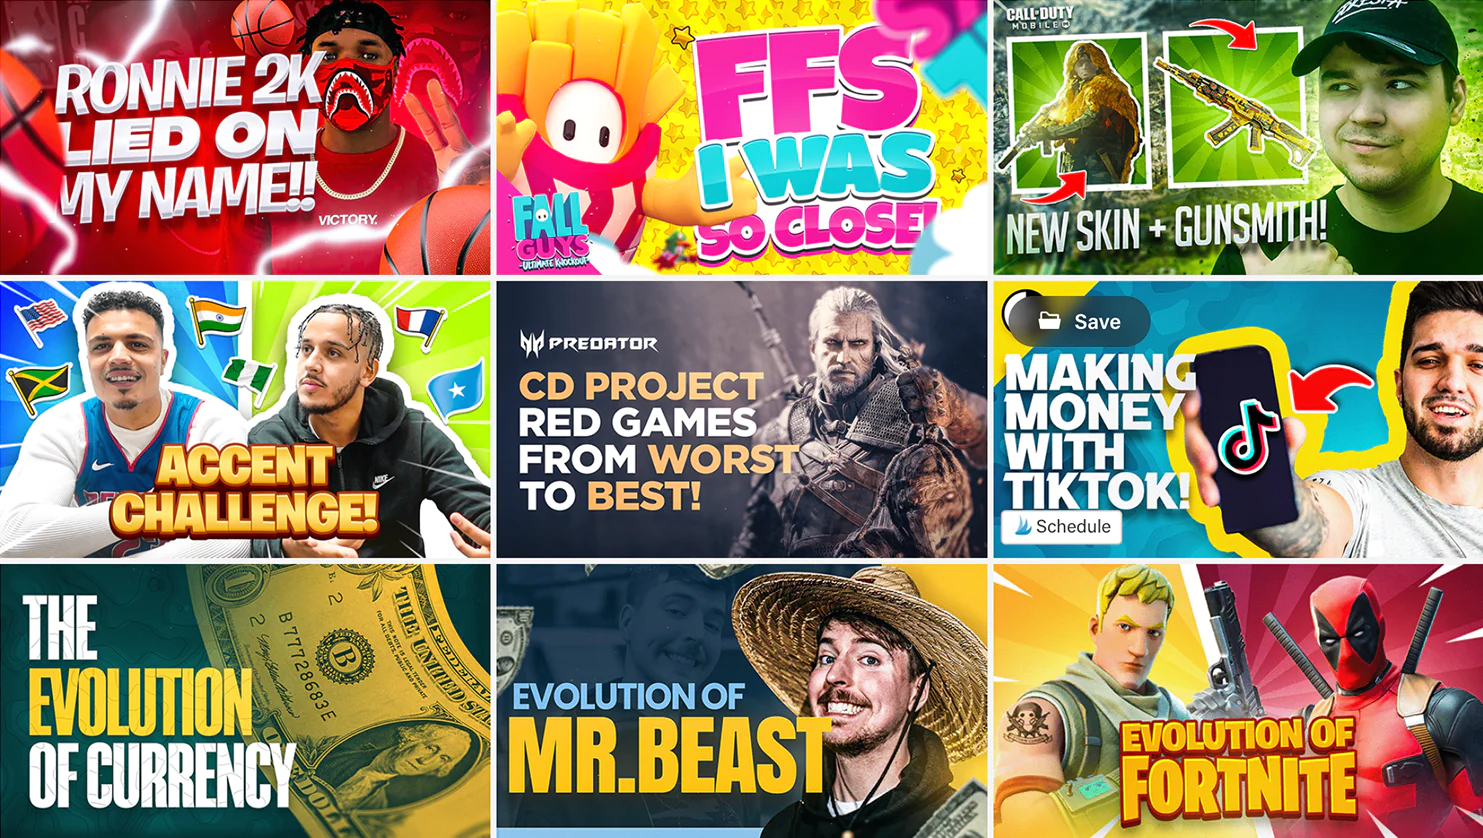 RONNIE 2K
LIED ON
MY NAME!!
VICTORY.
FFS
I WAS
SO CLOSE!
FALL
GUYS
ULTIMATE KNOCKOUT
CALL OF DUTY
MOBILE
NEW SKIN + GUNSMITH!
ACCENT
CHALLENGE!
PREDATOR
CD PROJECT
RED GAMES
FROM WORST
TO BEST!
Save
MAKING
MONEY
WITH
TIKTOK!
Schedule
THE
EVOLUTION
OF CURRENCY
B77728683E
EVOLUTION OF
MR.BEAST
EVOLUTION OF
FORTNITE